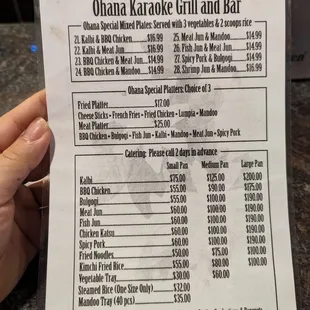 Ohana Karaoke Grill and Bar
Ohana Special Mixed Plates: Served with 3 vegetables & 2 scoops rice
21. Kalbi & BBQ Chicken.......$16.99 25. Meat Jun & Mandoo.......$14.99
22. Kalbi & Meat Jun.......$16.99 26. Fish Jun & Meat Jun.......$14.99
23. BBQ Chicken & Meat Jun....$14.99 27. Spicy Pork & Bulgogi......$14.99
24. BBQ Chicken & Mandoo.....$14.99 28. Shrimp Jun & Mandoo.....$16.99
Ohana Special Platters: Choice of 3
Fried Platter.......$17.00
Cheese Sticks • French Fries • Fried Chicken • Lumpia • Mandoo
Meat Platter.......$25.00
BBQ Chicken • Bulgogi • Fish Jun • Kalbi • Mandoo • Meat Jun • Spicy Pork
Catering: Please call 2 days in advance
Small Pan Medium Pan Large Pan
Kalbi.......$75.00 $125.00 $200.00
BBQ Chicken.......$55.00 $90.00 $175.00
Bulgogi.......$55.00 $100.00 $190.00
Meat Jun.......$60.00 $100.00 $190.00
Fish Jun.......$60.00 $100.00 $190.00
Chicken Katsu.......$60.00 $100.00 $190.00
Spicy Pork.......$60.00 $100.00 $190.00
Fried Noodles.......$50.00 $75.00 $100.00
Kimchi Fried Rice.......$55.00 $80.00 $100.00
Vegetable Tray.......$30.00 $60.00
Steamed Rice (One Size Only).......$32.00
Mandoo Tray (40 pcs).......$35.00